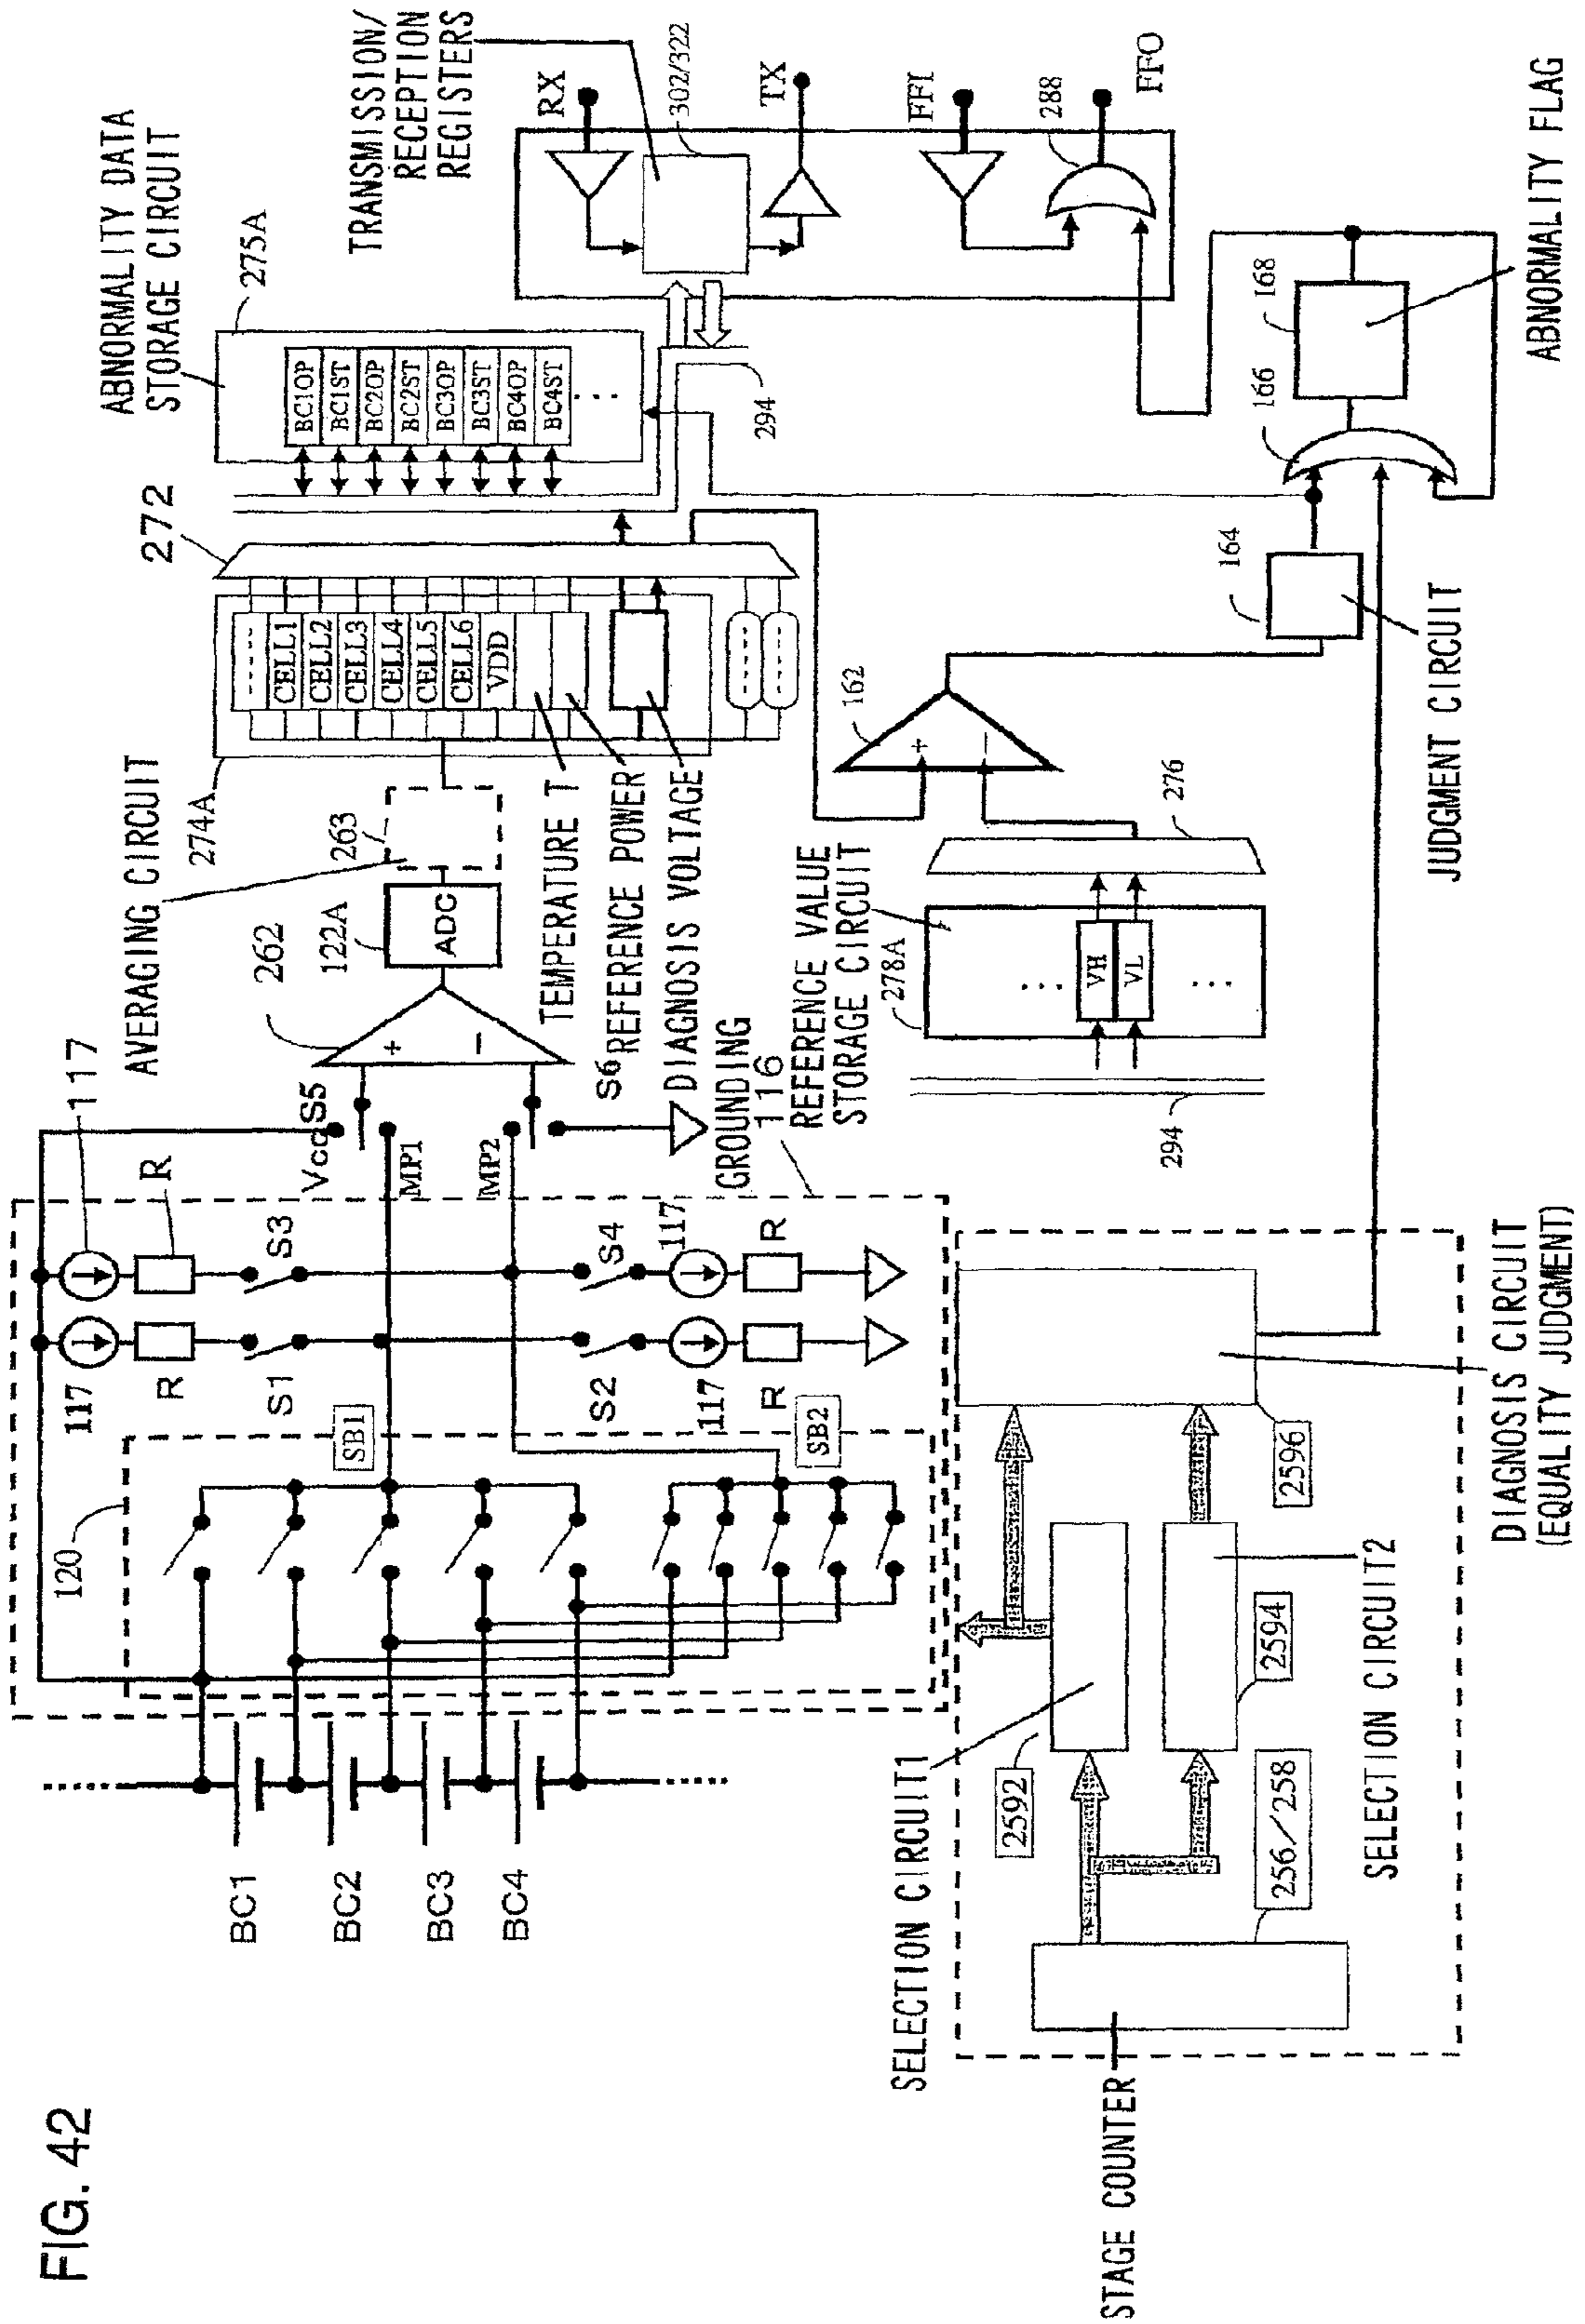 FIG. 42
ABNORMALITY DATA
STORAGE CIRCUIT
275A
TRANSMISSION/
RECEPTION
REGISTERS
302/322
RX
TX
FFI
288
FFO
BC1OP
BC1ST
BC2OP
BC2ST
BC3OP
BC3ST
BC4OP
BC4ST
...
294
272
CELL1
CELL2
CELL3
CELL4
CELL5
CELL6
VDD
274A
AVERAGING CIRCUIT
263
122A
ADC
262
+
−
TEMPERATURE T
REFERENCE POWER
DIAGNOSIS VOLTAGE
GROUNDING
116
117
R
Vcc
S5
S6
MP1
MP2
S3
S4
117
R
117
R
S1
S2
117
R
SB1
SB2
120
BC1
BC2
BC3
BC4
REFERENCE VALUE
STORAGE CIRCUIT
278A
...
VH
VL
...
294
276
162
+
−
164
JUDGMENT CIRCUIT
166
168
ABNORMALITY FLAG
SELECTION CIRCUIT1
2592
2594
SELECTION CIRCUIT2
256/258
2596
DIAGNOSIS CIRCUIT
(EQUALITY JUDGMENT)
STAGE COUNTER